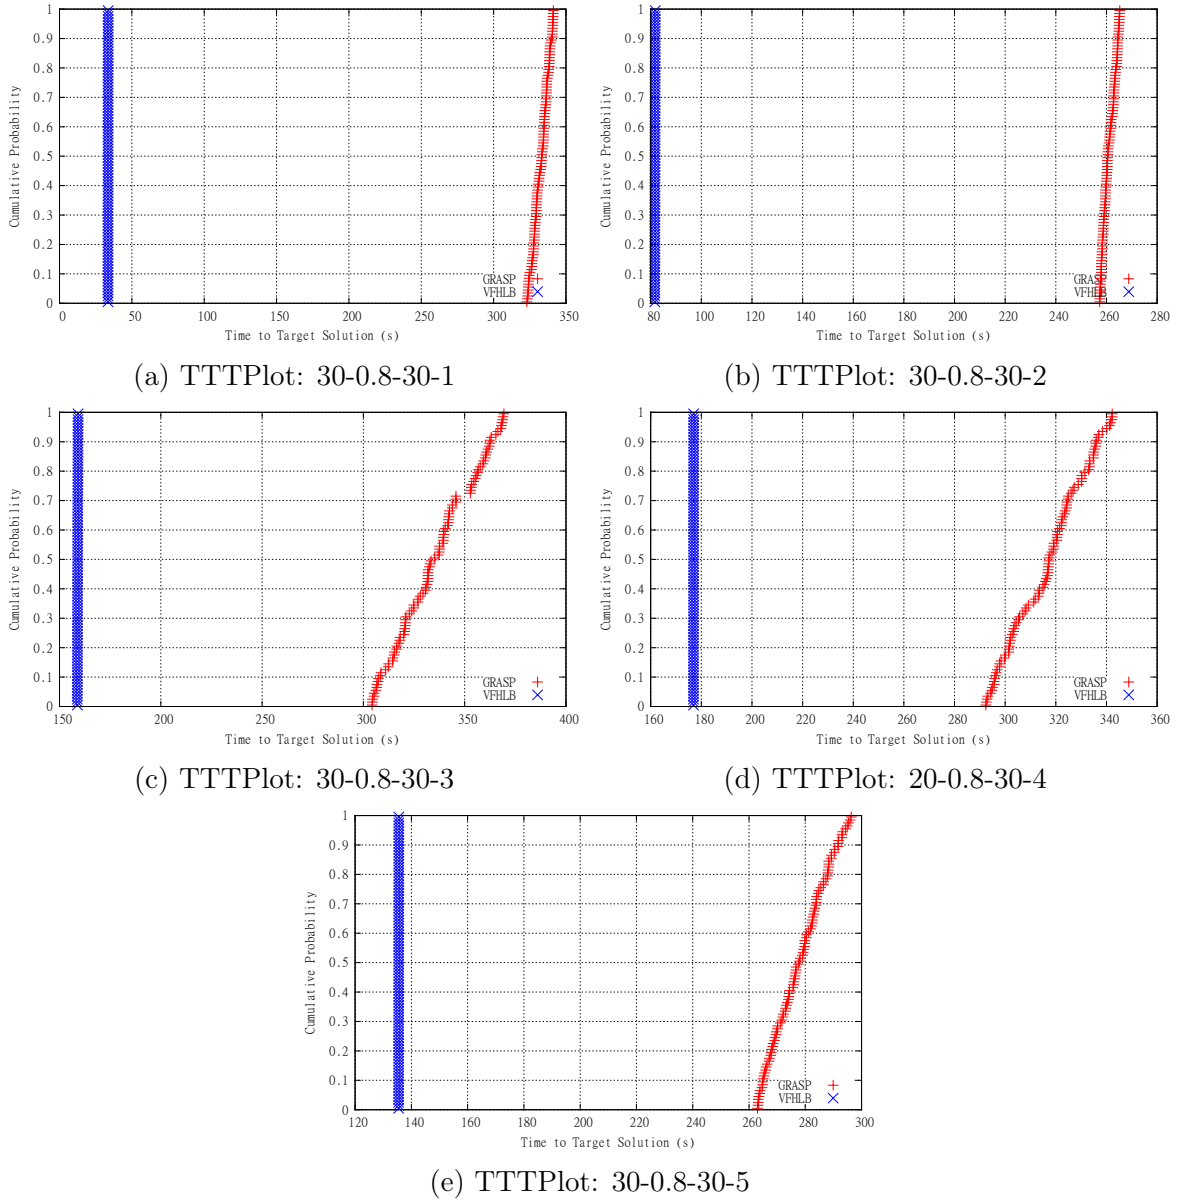 1
0.9
0.8
0.7
0.6
0.5
0.4
0.3
0.2
0.1
0
Cumulative Probability
GRASP
VFHLB
0 50 100 150 200 250 300 350
Time to Target Solution (s)
(a) TTTPlot: 30-0.8-30-1
1
0.9
0.8
0.7
0.6
0.5
0.4
0.3
0.2
0.1
0
Cumulative Probability
GRASP
VFHLB
80 100 120 140 160 180 200 220 240 260 280
Time to Target Solution (s)
(b) TTTPlot: 30-0.8-30-2
1
0.9
0.8
0.7
0.6
0.5
0.4
0.3
0.2
0.1
0
Cumulative Probability
GRASP
VFHLB
150 200 250 300 350 400
Time to Target Solution (s)
(c) TTTPlot: 30-0.8-30-3
1
0.9
0.8
0.7
0.6
0.5
0.4
0.3
0.2
0.1
0
Cumulative Probability
GRASP
VFHLB
160 180 200 220 240 260 280 300 320 340 360
Time to Target Solution (s)
(d) TTTPlot: 20-0.8-30-4
1
0.9
0.8
0.7
0.6
0.5
0.4
0.3
0.2
0.1
0
Cumulative Probability
GRASP
VFHLB
120 140 160 180 200 220 240 260 280 300
Time to Target Solution (s)
(e) TTTPlot: 30-0.8-30-5